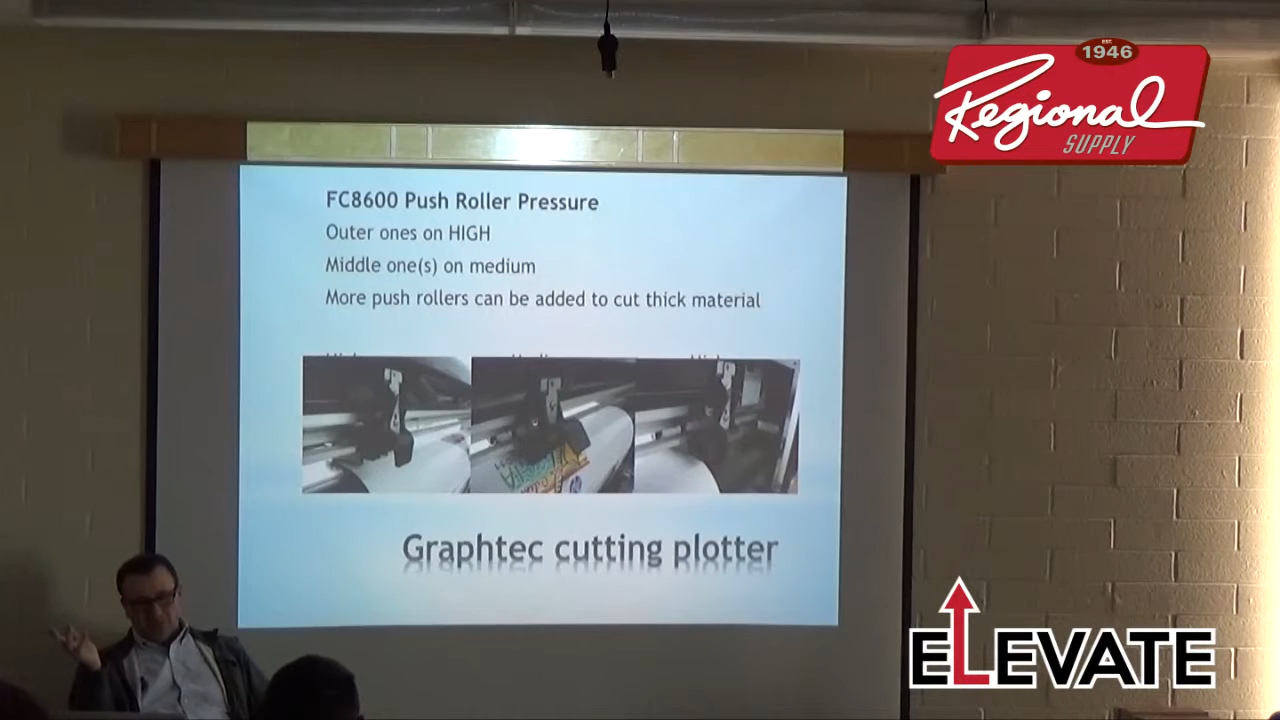 EST.
1946
Regional
SUPPLY
FC8600 Push Roller Pressure
Outer ones on HIGH
Middle one(s) on medium
More push rollers can be added to cut thick material
Graphtec cutting plotter
ELEVATE